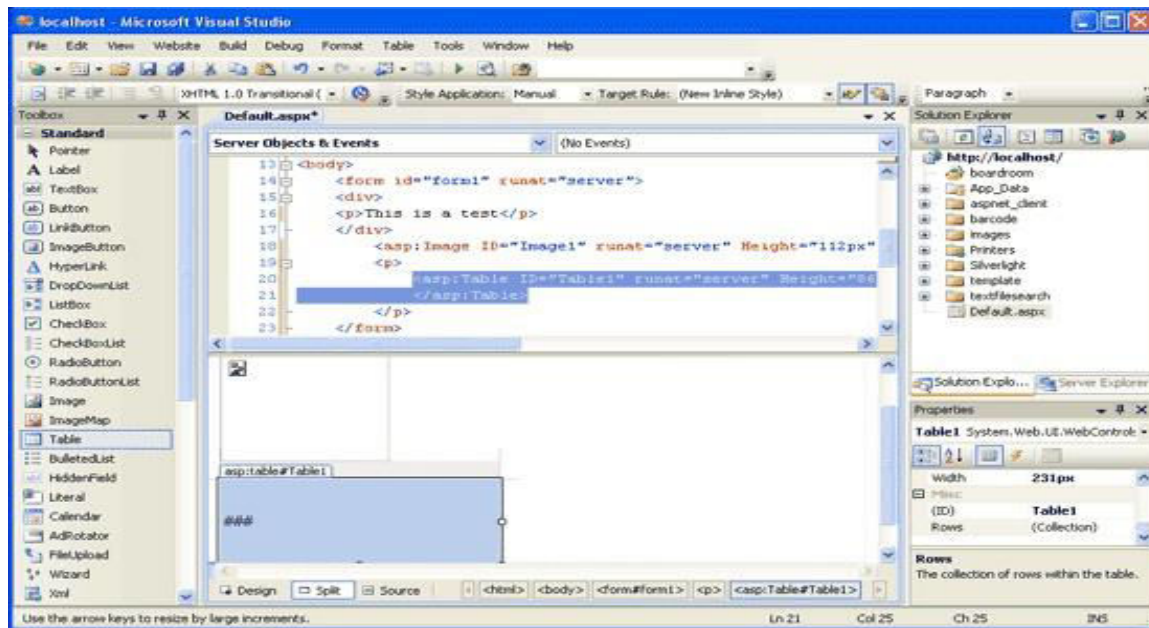 localhost - Microsoft Visual Studio
File Edit View Website Build Debug Format Table Tools Window Help
XHTML 1.0 Transitional ( Style Application: Manual Target Rule: (New Inline Style) Paragraph
Toolbox
Standard
Pointer
Label
TextBox
Button
LinkButton
ImageButton
HyperLink
DropDownList
ListBox
CheckBox
CheckBoxList
RadioButton
RadioButtonList
Image
ImageMap
Table
BulletedList
HiddenField
Literal
Calendar
AdRotator
FileUpload
Wizard
Xml
Default.aspx*
Server Objects & Events (No Events)
13 <body>
14 <form id="form1" runat="server">
15 <div>
16 <p>This is a test</p>
17 </div>
18 <asp:Image ID="Image1" runat="server" Height="112px"
19 <p>
20 <asp:Table ID="Table1" runat="server" Height="86
21 </asp:Table>
22 </p>
23 </form>
asp:table#Table1
###
Design Split Source <html> <body> <form#form1> <p> <asp:Table#Table1>
Solution Explorer
http://localhost/
boardroom
App_Data
aspnet_client
barcode
images
Printers
Silverlight
template
textfilesearch
Default.aspx
Solution Explo... Server Explorer
Properties
Table1 System.Web.UI.WebControls
Width 231px
Misc
(ID) Table1
Rows (Collection)
Rows
The collection of rows within the table.
Use the arrow keys to resize by large increments. Ln 21 Col 25 Ch 25 INS